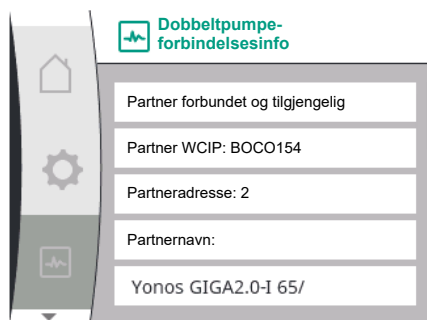 Dobbeltpumpe-
forbindelsesinfo
Partner forbundet og tilgjengelig
Partner WCIP: BOCO154
Partneradresse: 2
Partnernavn:
Yonos GIGA2.0-I 65/